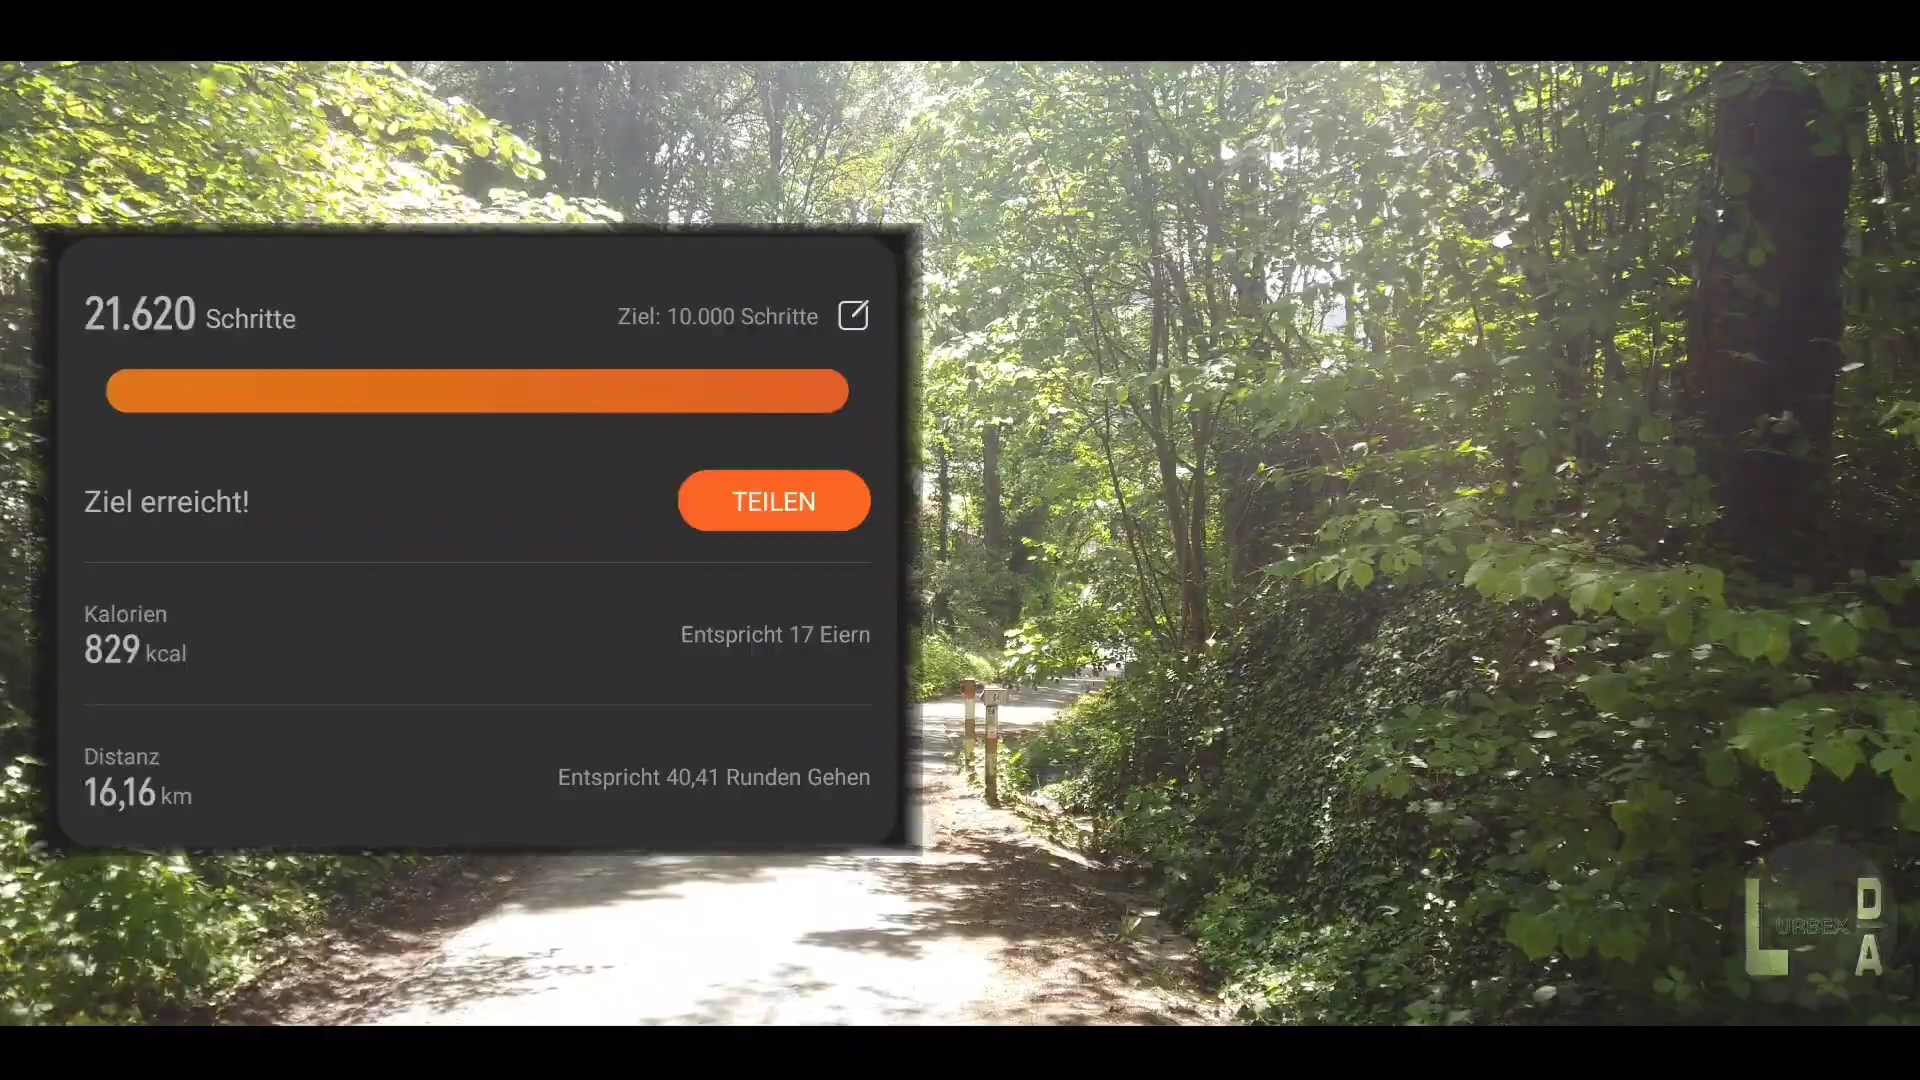 21.620 Schritte
Ziel: 10.000 Schritte
Ziel erreicht!
TEILEN
Kalorien
829 kcal
Entspricht 17 Eiern
Distanz
16,16 km
Entspricht 40,41 Runden Gehen
L URBEX DA